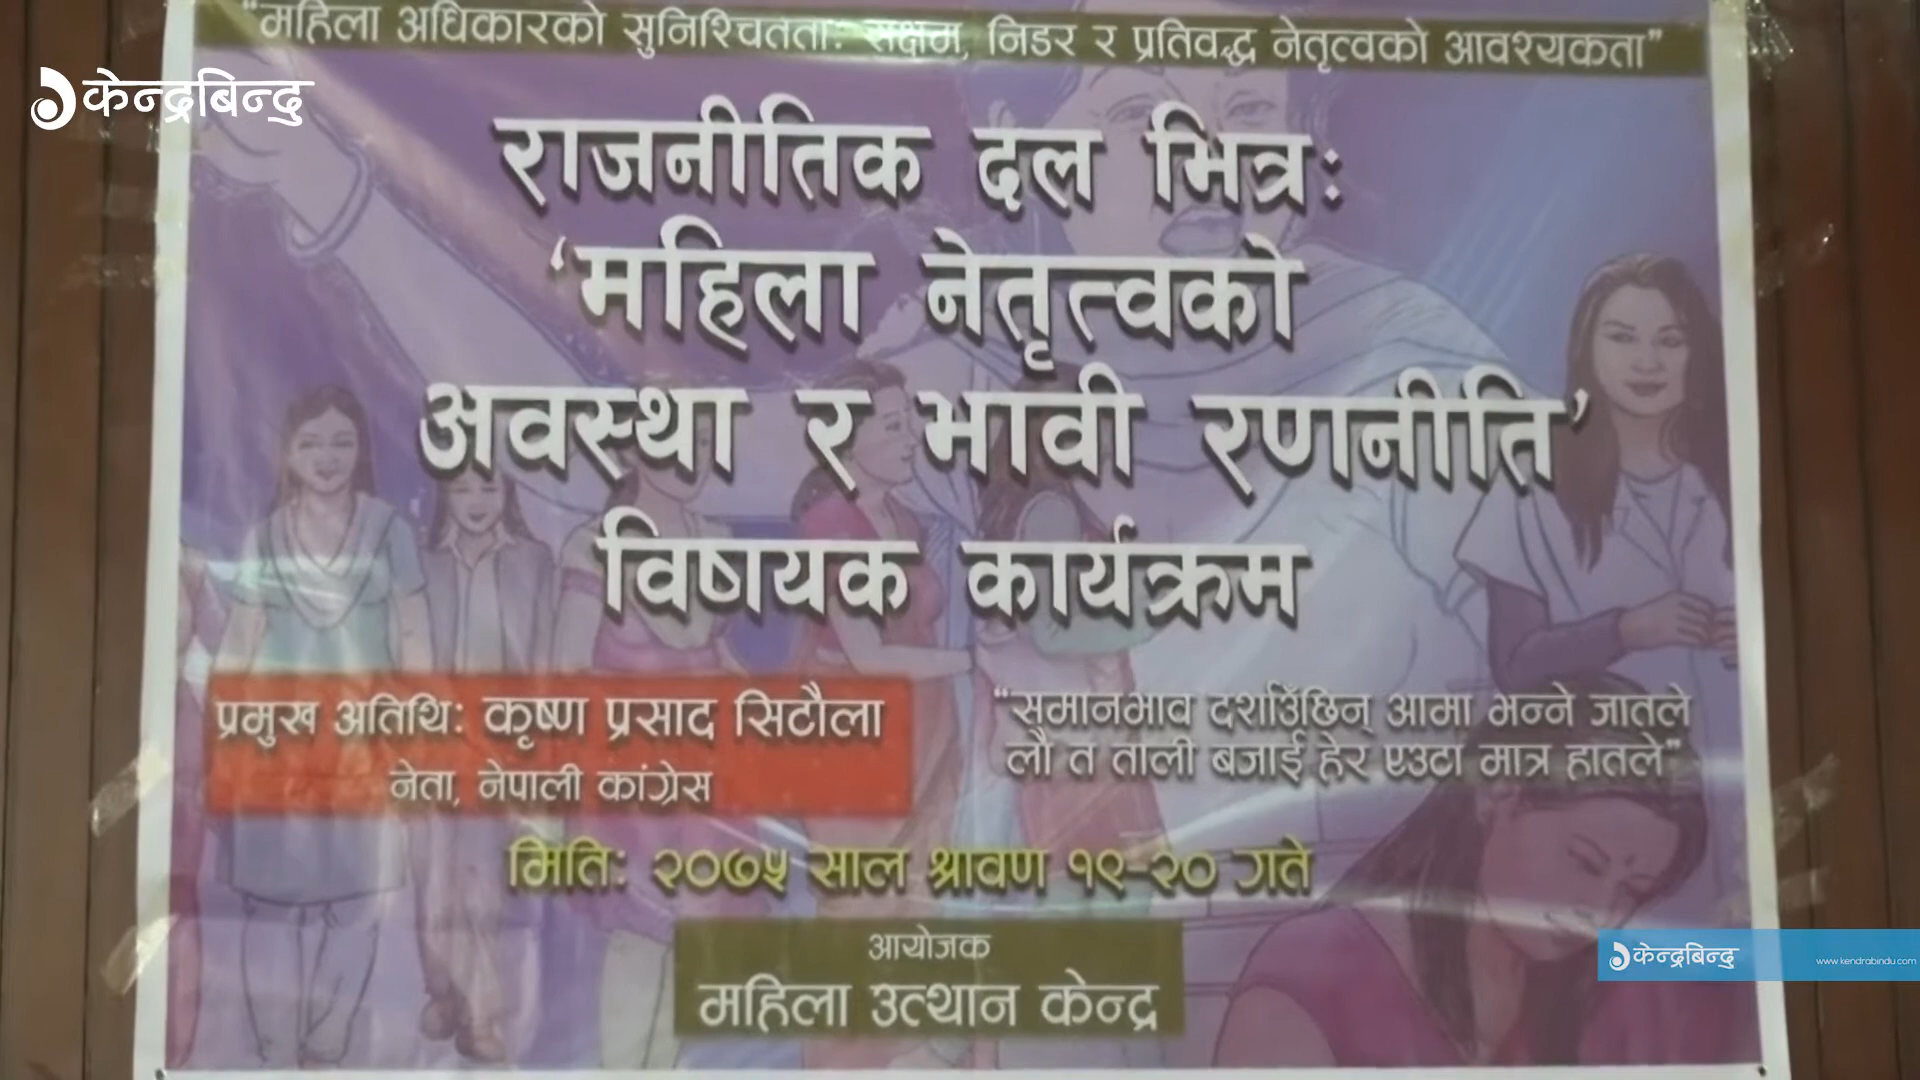 "महिला अधिकारको सुनिश्चितताः सक्षम, निडर र प्रतिवद्ध नेतृत्वको आवश्यकता"
केन्द्रबिन्दु
राजनीतिक दल भित्रः
'महिला नेतृत्वको
अवस्था र भावी रणनीति'
विषयक कार्यक्रम
प्रमुख अतिथिः कृष्ण प्रसाद सिटौला
नेता, नेपाली कांग्रेस
"समानभाव दर्शाउँछिन् आमा भन्ने जातले
लौ त ताली बजाई हेर एउटा मात्र हातले"
मितिः २०७५ साल श्रावण १९-२० गते
आयोजक
महिला उत्थान केन्द्र
केन्द्रबिन्दु
www.kendrabindu.com